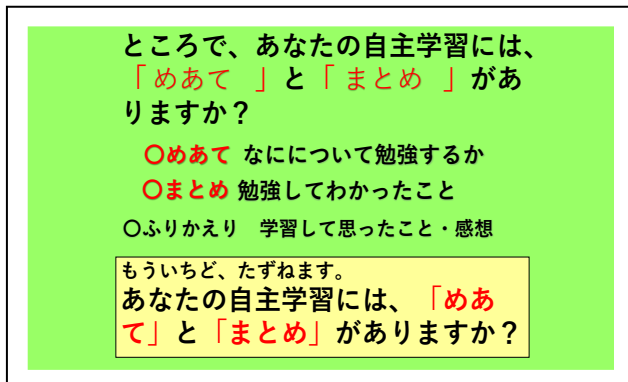 ところで、あなたの自主学習には、
「めあて　」と「まとめ　」があ
りますか？
〇めあて なにについて勉強するか
〇まとめ 勉強してわかったこと
〇ふりかえり　学習して思ったこと・感想
もういちど、たずねます。
あなたの自主学習には、「めあ
て」と「まとめ」がありますか？